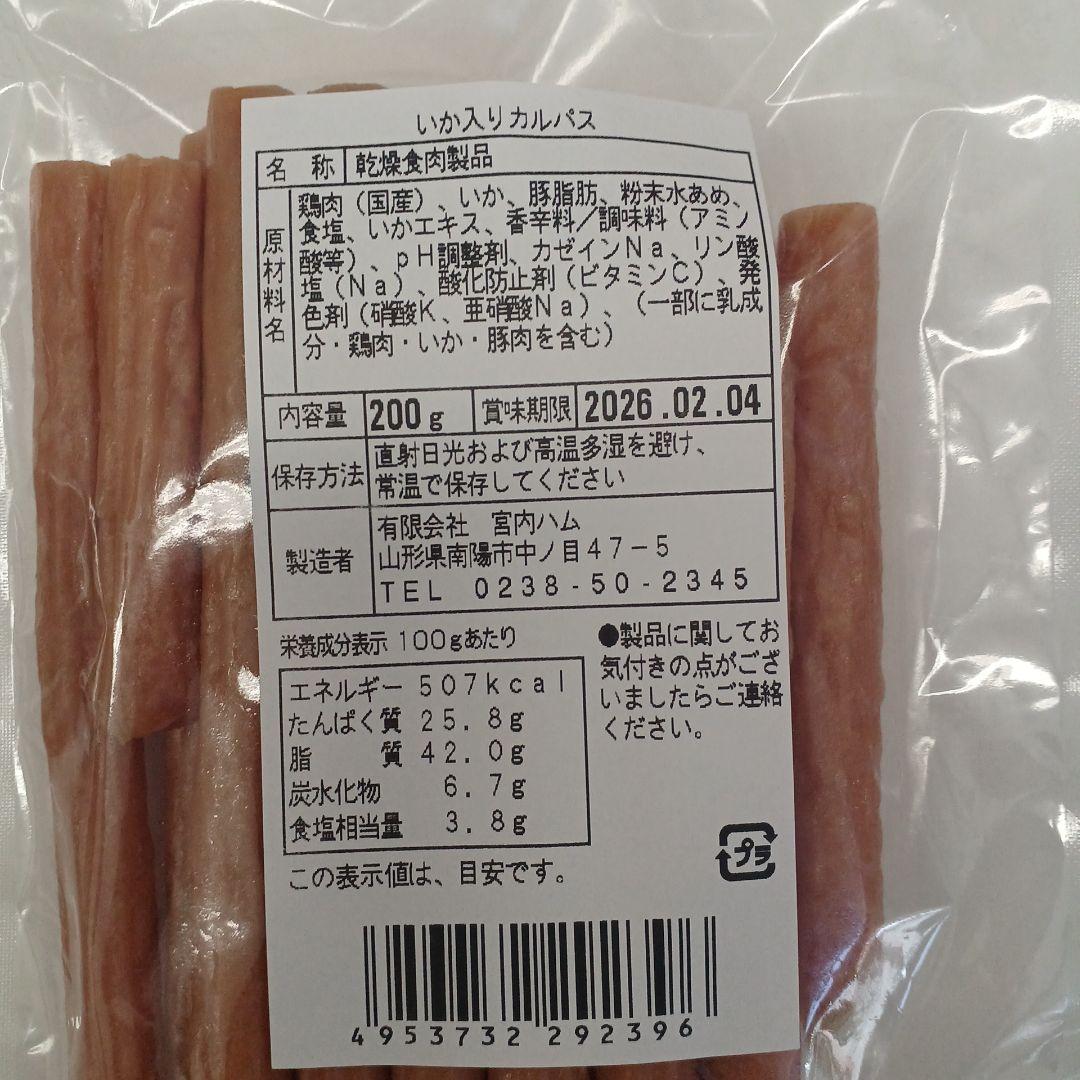 いか入りカルパス
名 称 乾燥食肉製品
原材料名
鶏肉（国産）、いか、豚脂肪、粉末水あめ、
食塩、いかエキス、香辛料／調味料（アミノ
酸等）、ｐＨ調整剤、カゼインＮａ、リン酸
塩（Ｎａ）、酸化防止剤（ビタミンＣ）、発
色剤（硝酸Ｋ、亜硝酸Ｎａ）、（一部に乳成
分・鶏肉・いか・豚肉を含む）
内容量 200g 賞味期限 2026.02.04
保存方法
直射日光および高温多湿を避け、
常温で保存してください
製造者
有限会社 宮内ハム
山形県南陽市中ノ目４７－５
ＴＥＬ ０２３８-５０-２３４５
栄養成分表示 １００ｇあたり
エネルギー ５０７ｋｃａｌ
たんぱく質 ２５．８ｇ
脂 質 ４２．０ｇ
炭水化物 ６．７ｇ
食塩相当量 ３．８ｇ
この表示値は、目安です。
●製品に関してお
気付きの点がござ
いましたらご連絡
ください。
プラ
4953732 292396